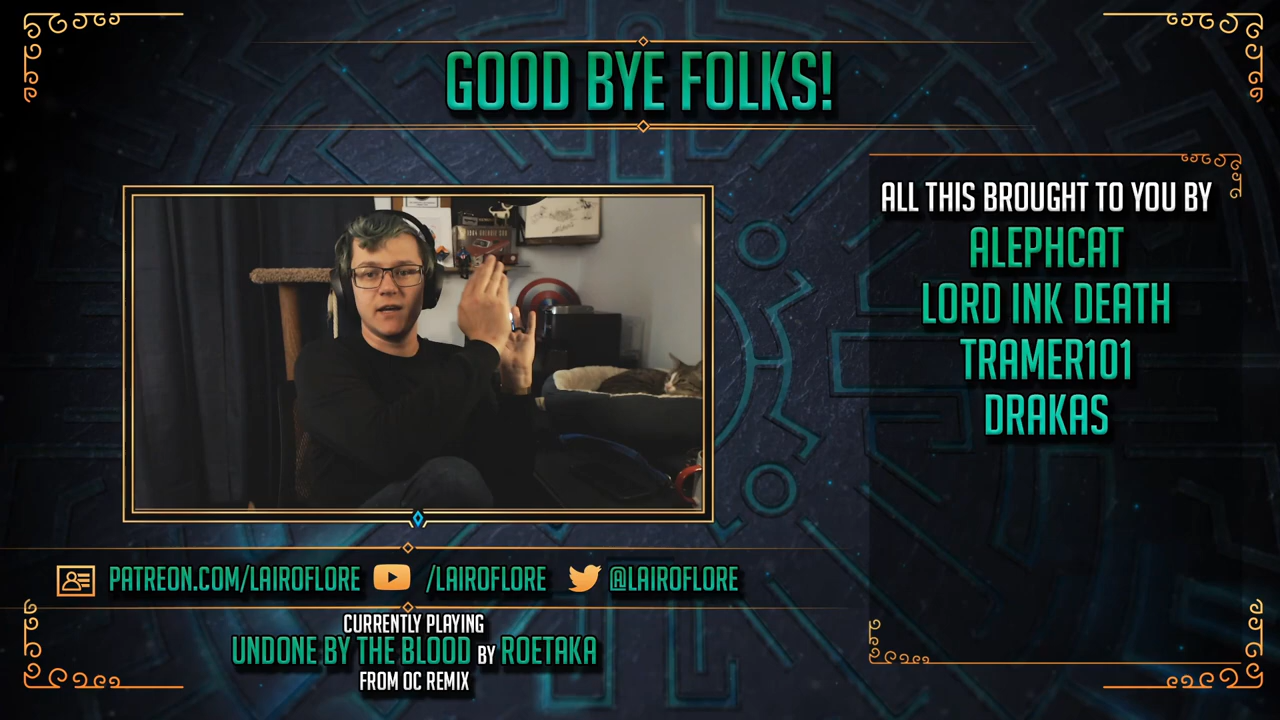 GOOD BYE FOLKS!
ALL THIS BROUGHT TO YOU BY
ALEPHCAT
LORD INK DEATH
TRAMER101
DRAKAS
PATREON.COM/LAIROFLORE /LAIROFLORE @LAIROFLORE
CURRENTLY PLAYING
UNDONE BY THE BLOOD BY ROETAKA
FROM OC REMIX